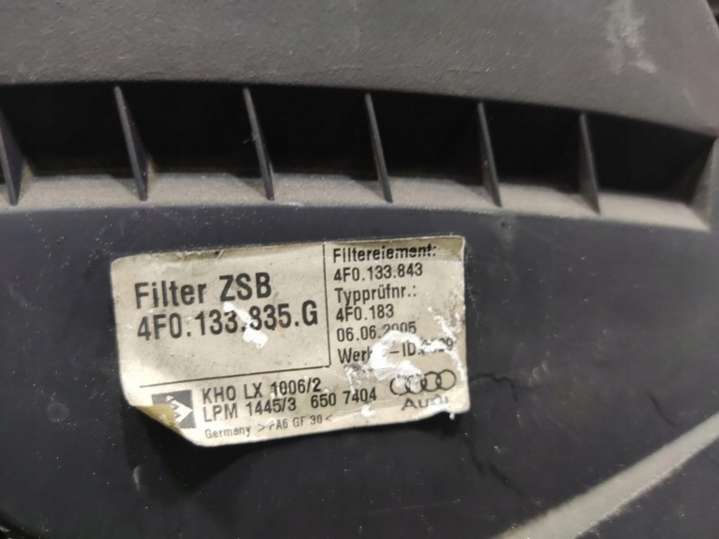 Filter ZSB
4F0.133.835.G
Filterelement:
4F0.133.843
Typprüfnr.:
4F0.183
06.06.2005
KHO LX 1006/2
LPM 1445/3 650 7404
Audi
Germany >PA6 GF 30<